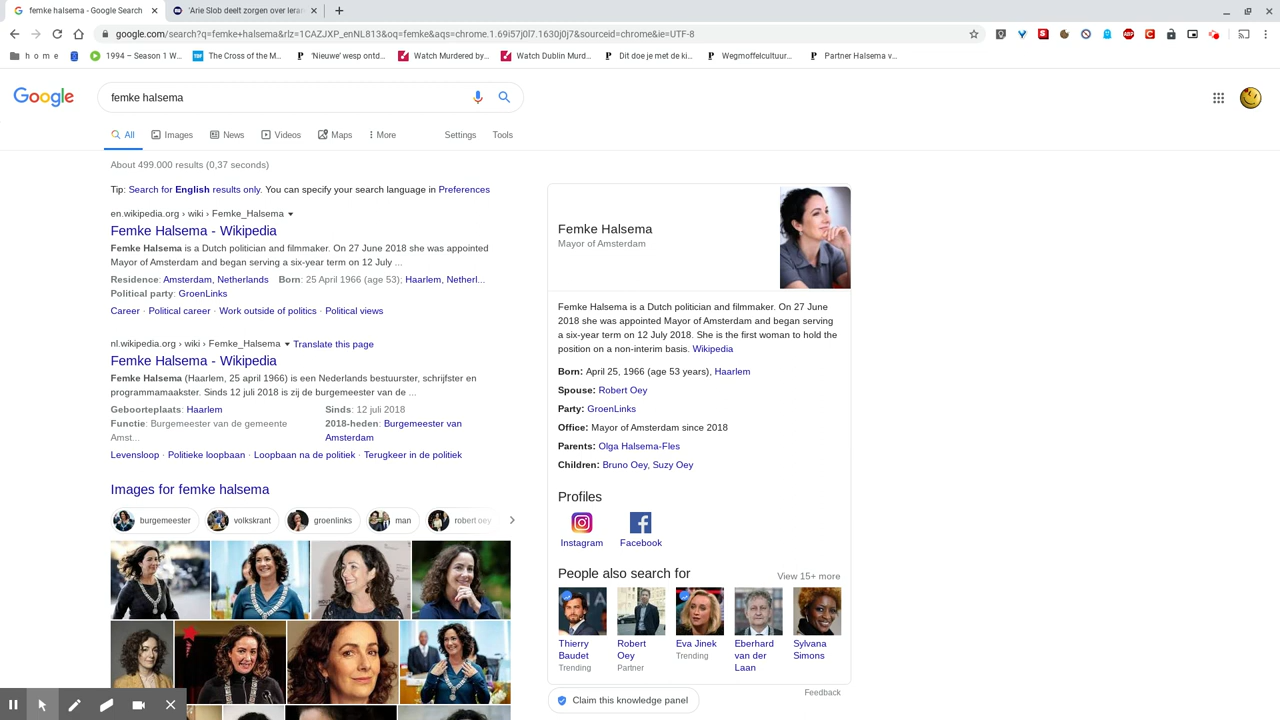 femke halsema - Google Search
'Arie Slob deelt zorgen over leran
google.com/search?q=femke+halsema&rlz=1CAZJXP_enNL813&oq=femke&aqs=chrome.1.69i57j0l7.1630j0j7&sourceid=chrome&ie=UTF-8
h o m e
1994 – Season 1 W...
The Cross of the M...
'Nieuwe' wesp ontd...
Watch Murdered by...
Watch Dublin Murd...
Dit doe je met de ki...
Wegmoffelcultuur...
Partner Halsema v...
Google
femke halsema
All Images News Videos Maps More Settings Tools
About 499.000 results (0,37 seconds)
Tip: Search for English results only. You can specify your search language in Preferences
en.wikipedia.org › wiki › Femke_Halsema
Femke Halsema - Wikipedia
Femke Halsema is a Dutch politician and filmmaker. On 27 June 2018 she was appointed
Mayor of Amsterdam and began serving a six-year term on 12 July ...
Residence: Amsterdam, Netherlands Born: 25 April 1966 (age 53); Haarlem, Netherl...
Political party: GroenLinks
Career · Political career · Work outside of politics · Political views
nl.wikipedia.org › wiki › Femke_Halsema Translate this page
Femke Halsema - Wikipedia
Femke Halsema (Haarlem, 25 april 1966) is een Nederlands bestuurster, schrijfster en
programmamaakster. Sinds 12 juli 2018 is zij de burgemeester van de ...
Geboorteplaats: Haarlem
Functie: Burgemeester van de gemeente
Amst...
Sinds: 12 juli 2018
2018-heden: Burgemeester van
Amsterdam
Levensloop · Politieke loopbaan · Loopbaan na de politiek · Terugkeer in de politiek
Images for femke halsema
burgemeester
volkskrant
groenlinks
man
robert oey
Femke Halsema
Mayor of Amsterdam
Femke Halsema is a Dutch politician and filmmaker. On 27 June
2018 she was appointed Mayor of Amsterdam and began serving
a six-year term on 12 July 2018. She is the first woman to hold the
position on a non-interim basis. Wikipedia
Born: April 25, 1966 (age 53 years), Haarlem
Spouse: Robert Oey
Party: GroenLinks
Office: Mayor of Amsterdam since 2018
Parents: Olga Halsema-Fles
Children: Bruno Oey, Suzy Oey
Profiles
Instagram
Facebook
People also search for
View 15+ more
Thierry
Baudet
Trending
Robert
Oey
Partner
Eva Jinek
Trending
Eberhard
van der
Laan
Sylvana
Simons
Feedback
Claim this knowledge panel